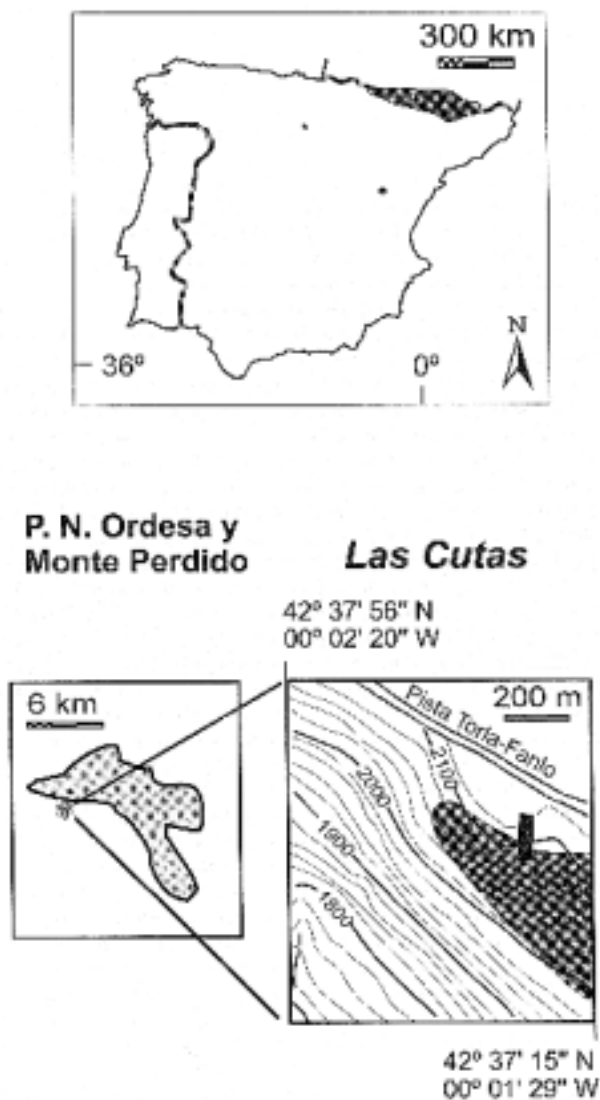 300 km
N
36º
0º
P. N. Ordesa y
Monte Perdido
Las Cutas
42º 37' 56" N
00º 02' 20" W
6 km
200 m
Pista Torla-Fanlo
2100
2000
1900
1800
42º 37' 15" N
00º 01' 29" W